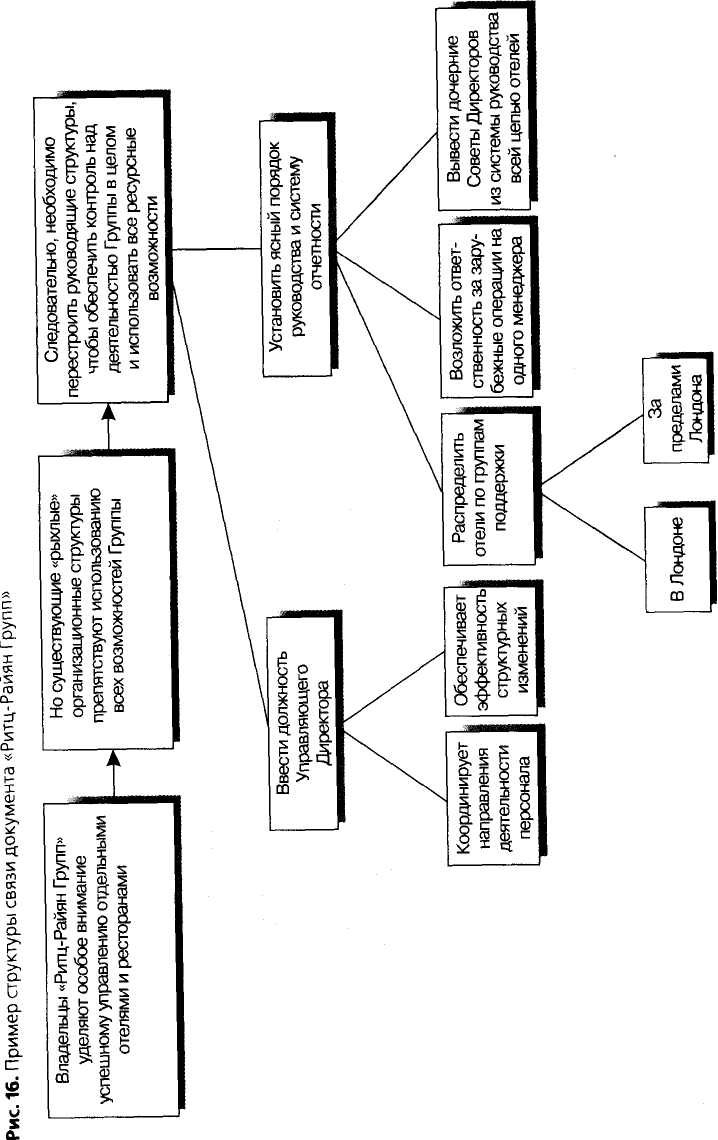 Рис. 16. Пример структуры связи документа «Ритц-Райян Групп»
Владельцы «Ритц-Райян Групп»
уделяют особое внимание
успешному управлению отдельными
отелями и ресторанами
Но существующие «рыхлые»
организационные структуры
препятствуют использованию
всех возможностей Группы
Следовательно, необходимо
перестроить руководящие структуры,
чтобы обеспечить контроль над
деятельностью Группы в целом
и использовать все ресурсные
возможности
Ввести должность
Управляющего
Директора
Установить ясный порядок
руководства и систему
отчетности
Координирует
направления
деятельности
персонала
Обеспечивает
эффективность
структурных
изменений
Распределить
отели по группам
поддержки
Возложить ответ-
ственность за зару-
бежные операции на
одного менеджера
Вывести дочерние
Советы Директоров
из системы руководства
всей цепью отелей
В Лондоне
За
пределами
Лондона